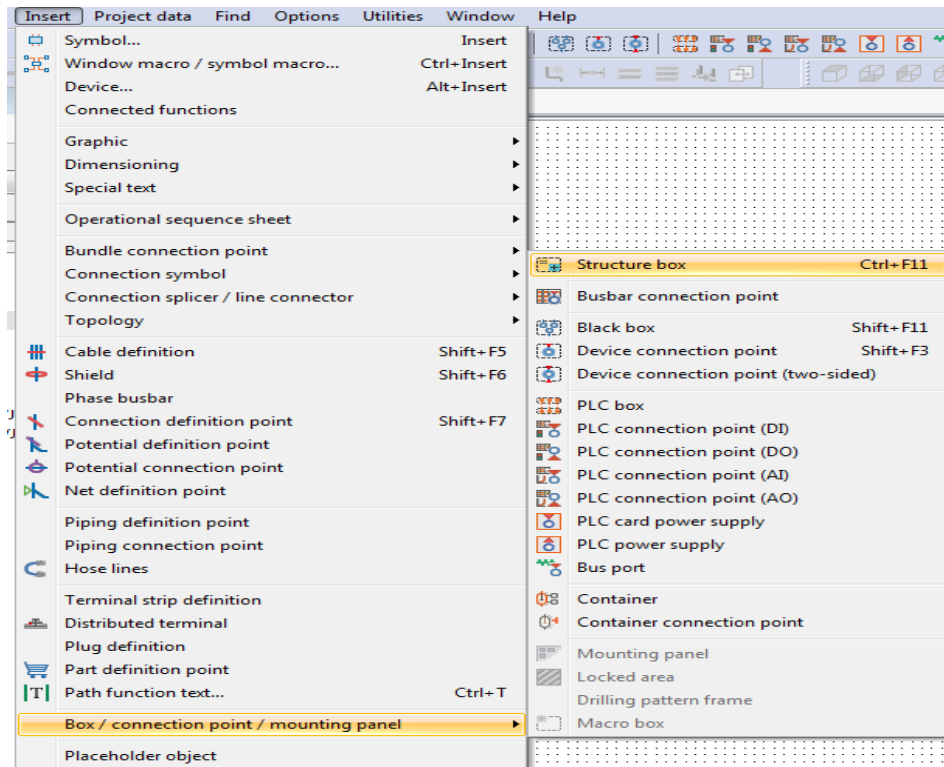 Insert Project data Find Options Utilities Window Help
Symbol... Insert
Window macro / symbol macro... Ctrl+Insert
Device... Alt+Insert
Connected functions
Graphic
Dimensioning
Special text
Operational sequence sheet
Bundle connection point
Connection symbol
Connection splicer / line connector
Topology
Cable definition Shift+F5
Shield Shift+F6
Phase busbar
Connection definition point Shift+F7
Potential definition point
Potential connection point
Net definition point
Piping definition point
Piping connection point
Hose lines
Terminal strip definition
Distributed terminal
Plug definition
Part definition point
Path function text... Ctrl+T
Box / connection point / mounting panel
Placeholder object
Structure box Ctrl+F11
Busbar connection point
Black box Shift+F11
Device connection point Shift+F3
Device connection point (two-sided)
PLC box
PLC connection point (DI)
PLC connection point (DO)
PLC connection point (AI)
PLC connection point (AO)
PLC card power supply
PLC power supply
Bus port
Container
Container connection point
Mounting panel
Locked area
Drilling pattern frame
Macro box